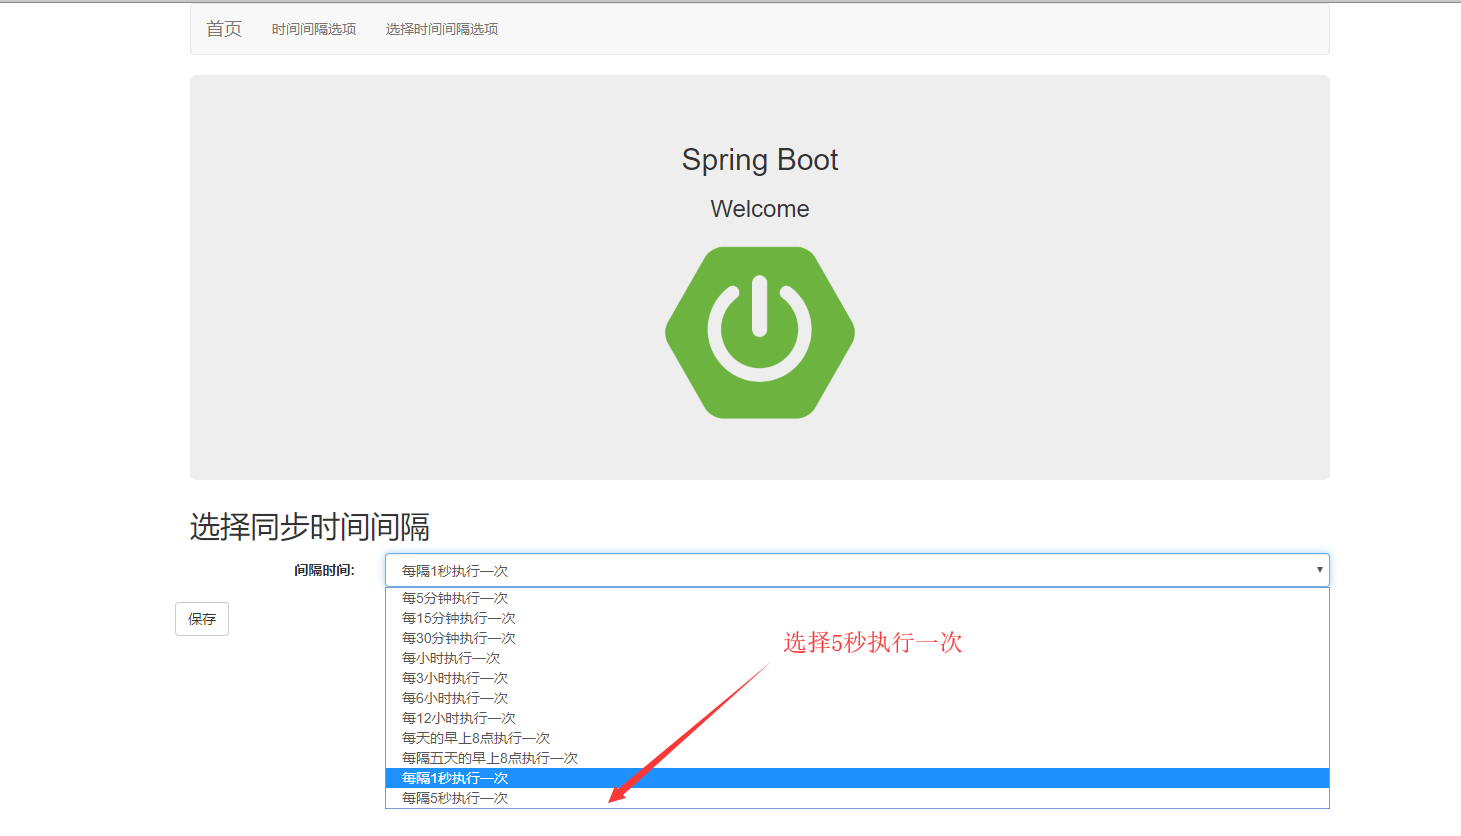 首页 时间间隔选项 选择时间间隔选项
Spring Boot
Welcome
选择同步时间间隔
间隔时间: 每隔1秒执行一次
每5分钟执行一次
保存
每15分钟执行一次
每30分钟执行一次
选择5秒执行一次
每小时执行一次
每3小时执行一次
每6小时执行一次
每12小时执行一次
每天的早上8点执行一次
每隔五天的早上8点执行一次
每隔1秒执行一次
每隔5秒执行一次